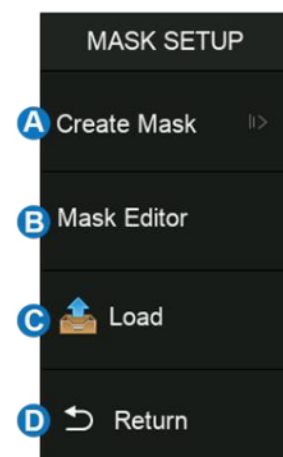 MASK SETUP
A Create Mask
B Mask Editor
C Load
D Return